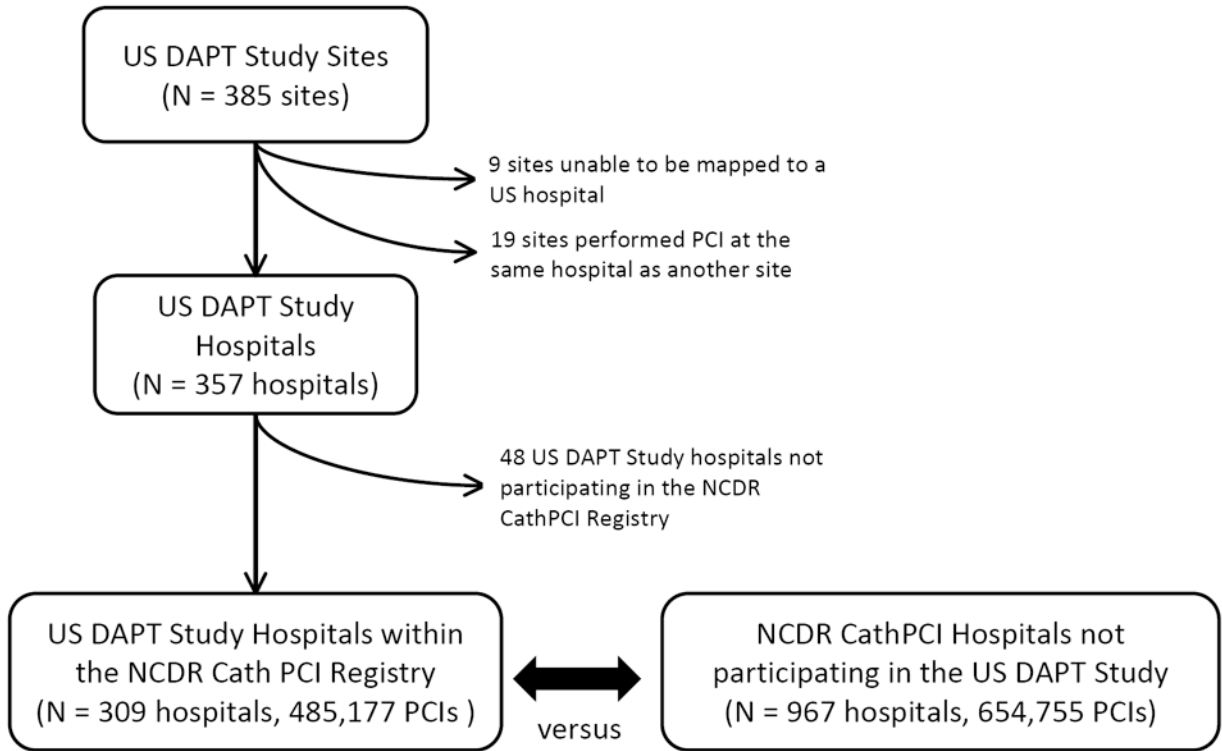 US DAPT Study Sites
(N = 385 sites)
9 sites unable to be mapped to a
US hospital
19 sites performed PCI at the
same hospital as another site
US DAPT Study
Hospitals
(N = 357 hospitals)
48 US DAPT Study hospitals not
participating in the NCDR
CathPCI Registry
US DAPT Study Hospitals within
the NCDR Cath PCI Registry
(N = 309 hospitals, 485,177 PCIs )
versus
NCDR CathPCI Hospitals not
participating in the US DAPT Study
(N = 967 hospitals, 654,755 PCIs)